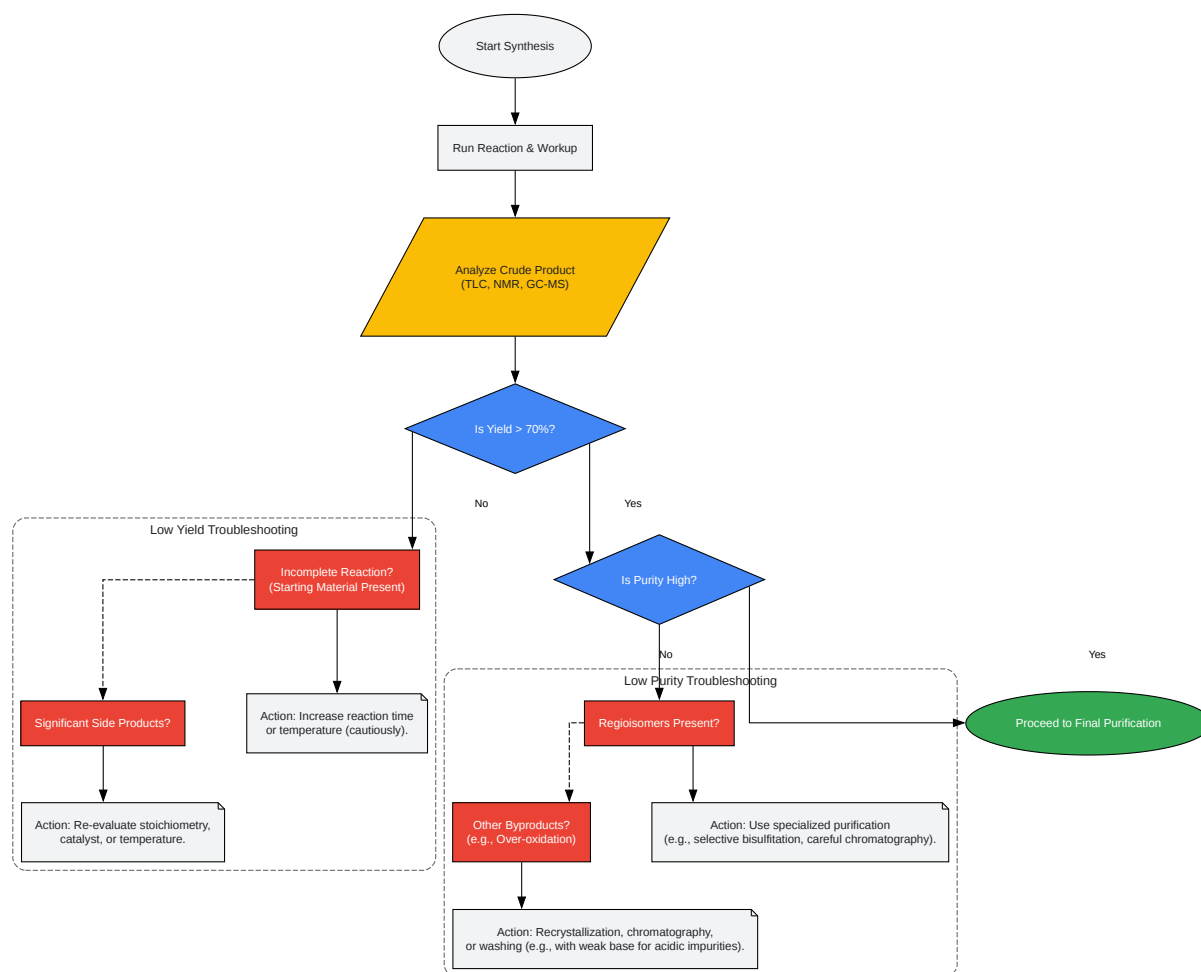 Start Synthesis
Run Reaction & Workup
Analyze Crude Product
(TLC, NMR, GC-MS)
Is Yield > 70%?
No
Yes
Low Yield Troubleshooting
Incomplete Reaction?
(Starting Material Present)
Is Purity High?
No
Yes
Low Purity Troubleshooting
Significant Side Products?
Action: Increase reaction time
or temperature (cautiously).
Regioisomers Present?
Proceed to Final Purification
Action: Re-evaluate stoichiometry,
catalyst, or temperature.
Other Byproducts?
(e.g., Over-oxidation)
Action: Use specialized purification
(e.g., selective bisulfitation, careful chromatography).
Action: Recrystallization, chromatography,
or washing (e.g., with weak base for acidic impurities).